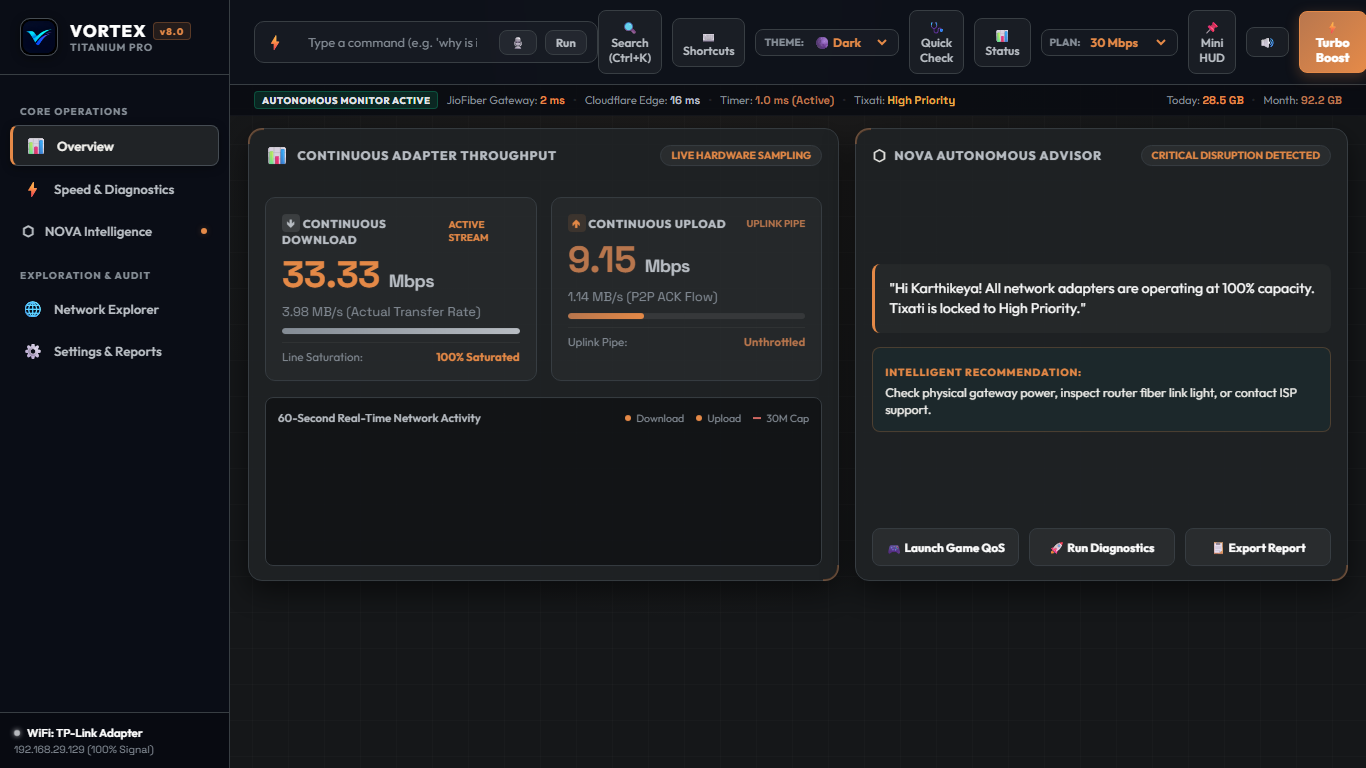 VORTEX v8.0
TITANIUM PRO
CORE OPERATIONS
Overview
Speed & Diagnostics
NOVA Intelligence
EXPLORATION & AUDIT
Network Explorer
Settings & Reports
WiFi: TP-Link Adapter
192.168.29.129 (100% Signal)
Type a command (e.g. 'why is
Run
Search
(Ctrl+K)
Shortcuts
THEME: Dark
Quick
Check
Status
PLAN: 30 Mbps
Mini
HUD
Turbo
Boost
AUTONOMOUS MONITOR ACTIVE JioFiber Gateway: 2 ms · Cloudflare Edge: 16 ms · Timer: 1.0 ms (Active) · Tixati: High Priority Today: 28.5 GB · Month: 92.2 GB
CONTINUOUS ADAPTER THROUGHPUT
LIVE HARDWARE SAMPLING
CONTINUOUS
DOWNLOAD
ACTIVE
STREAM
33.33 Mbps
3.98 MB/s (Actual Transfer Rate)
Line Saturation: 100% Saturated
CONTINUOUS UPLOAD UPLINK PIPE
9.15 Mbps
1.14 MB/s (P2P ACK Flow)
Uplink Pipe: Unthrottled
60-Second Real-Time Network Activity
Download Upload 30M Cap
NOVA AUTONOMOUS ADVISOR
CRITICAL DISRUPTION DETECTED
"Hi Karthikeya! All network adapters are operating at 100% capacity.
Tixati is locked to High Priority."
INTELLIGENT RECOMMENDATION:
Check physical gateway power, inspect router fiber link light, or contact ISP
support.
Launch Game QoS
Run Diagnostics
Export Report